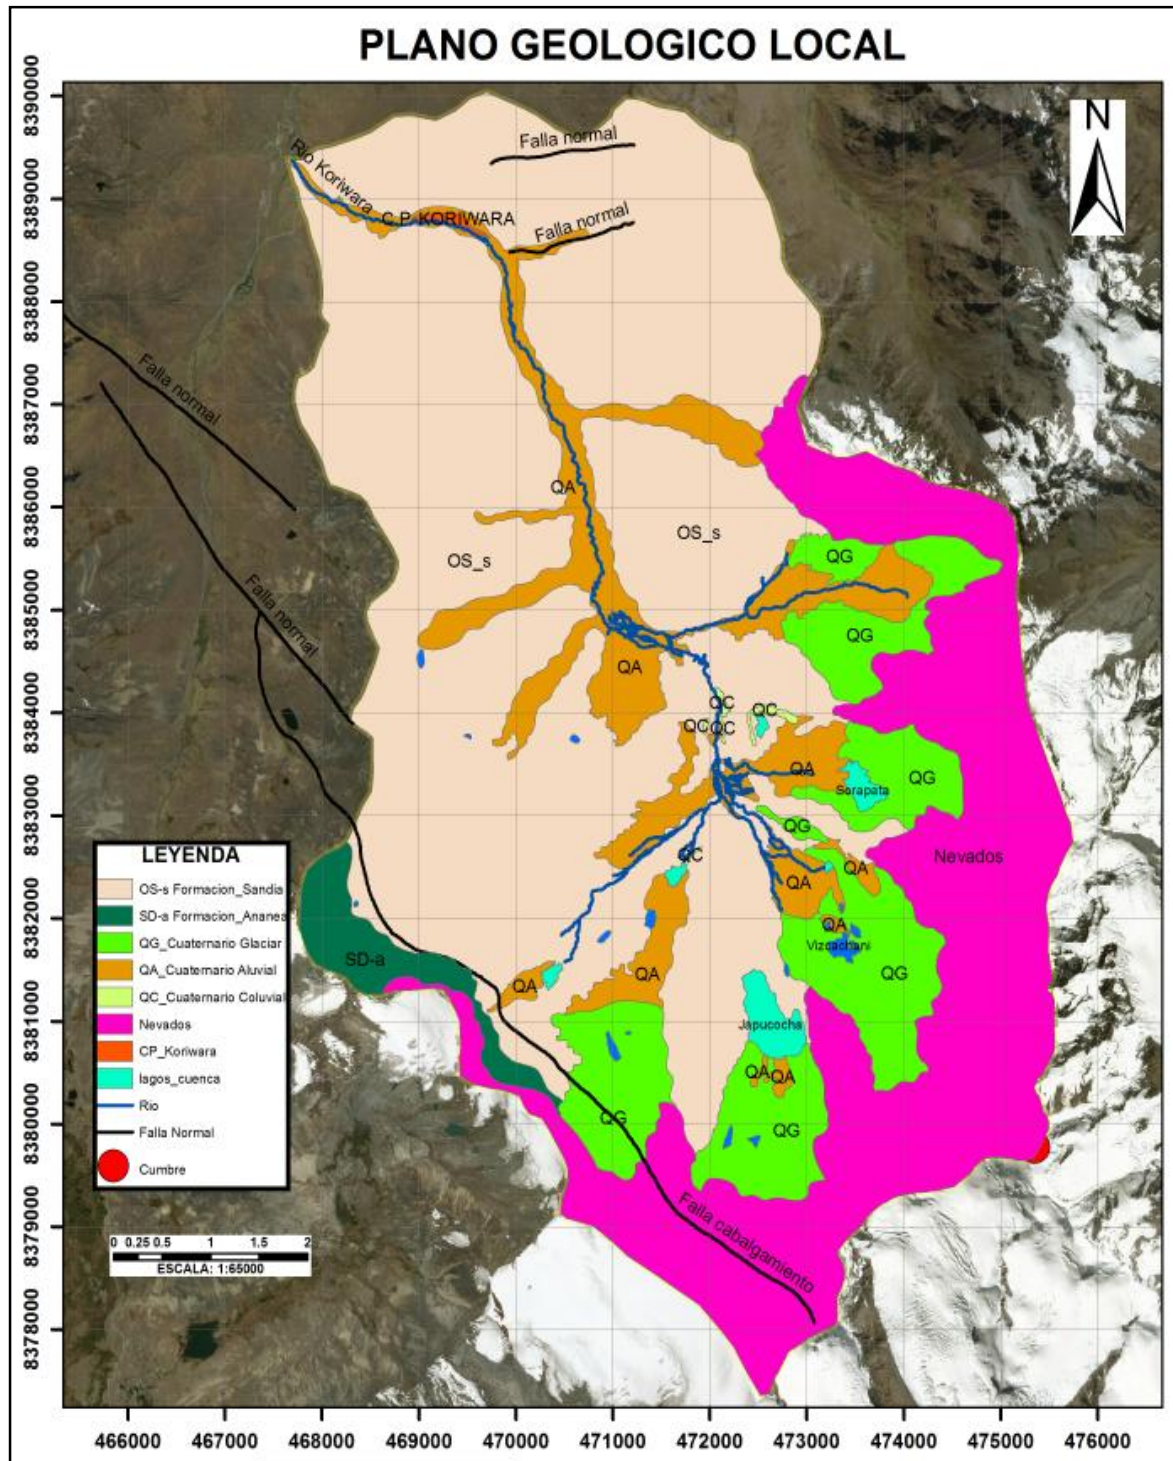 PLANO GEOLOGICO LOCAL
8390000
8389000
8388000
8387000
8386000
8385000
8384000
8383000
8382000
8381000
8380000
8379000
8378000
N
Falla normal
Rio Koriwara
C.P. KORIWARA
Falla normal
Falla normal
QA
OS_s
OS_s
QG
Falla normal
QG
QA
QC
QC
QC
QC
QA
QG
Sorapata
QG
QC
Nevados
QA
QA
QA
Vizcachani
SD-a
QA
QA
QG
Japucocha
QA
QA
QG
QG
Falla cabalgamiento
LEYENDA
OS-s Formacion_Sandia
SD-a Formacion_Ananea
QG_Cuaternario Glaciar
QA_Cuaternario Aluvial
QC_Cuaternario Coluvial
Nevados
CP_Koriwara
lagos_cuenca
Rio
Falla Normal
Cumbre
0 0.25 0.5 1 1.5 2
ESCALA: 1:65000
466000 467000 468000 469000 470000 471000 472000 473000 474000 475000 476000